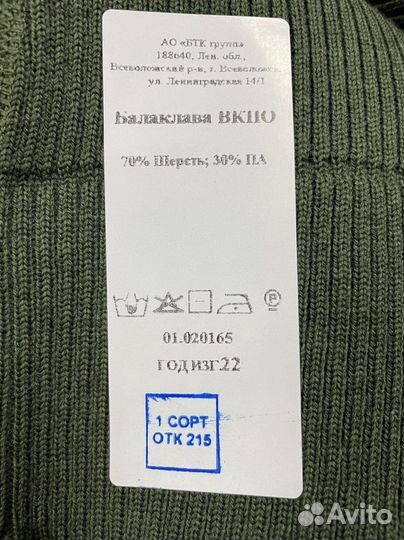 АО «БТК групп»
188640, Лен. обл.,
Всеволожский р-н, г. Всеволожск,
ул. Ленинградская 14/1
Балаклава ВКПО
70% Шерсть; 30% ПА
P
01.020165
ГОД ИЗГ.22
1 СОРТ
ОТК 215
Avito